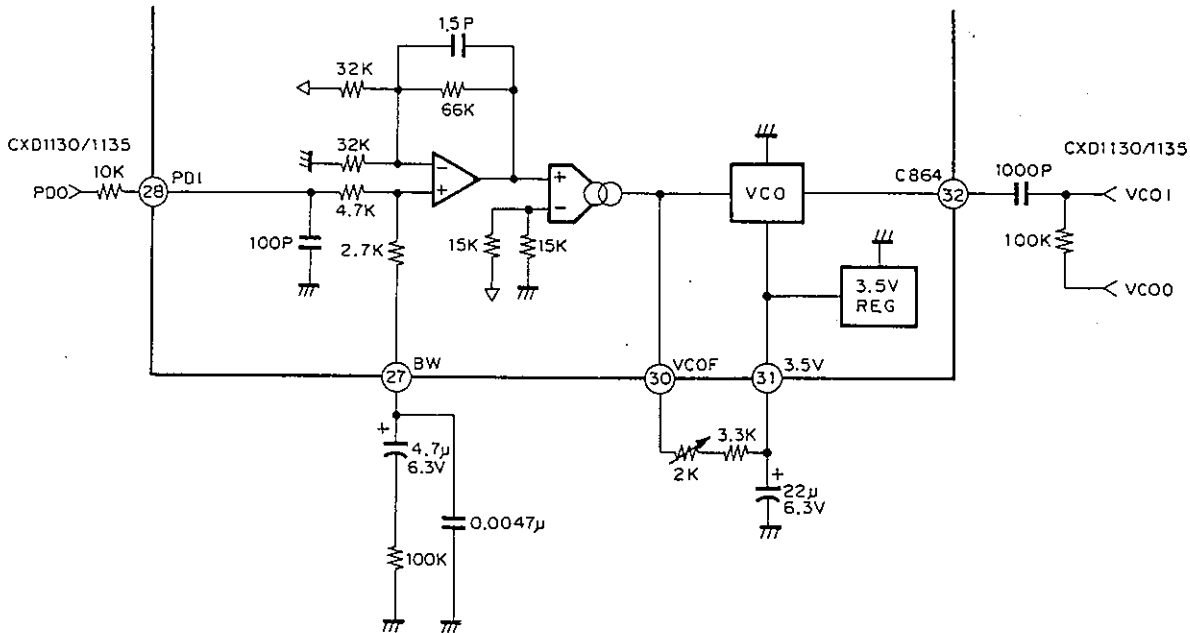 1.5P
32K
66K
CXD1130/1135
32K
10K
PD0
28
PDI
4.7K
100P
2.7K
15K
15K
VCO
C864
32
1000P
CXD1130/1135
VCOI
100K
VCOO
3.5V
REG
BW
27
VCOF
30
31
3.5V
4.7µ
6.3V
0.0047µ
100K
3.3K
2K
22µ
6.3V